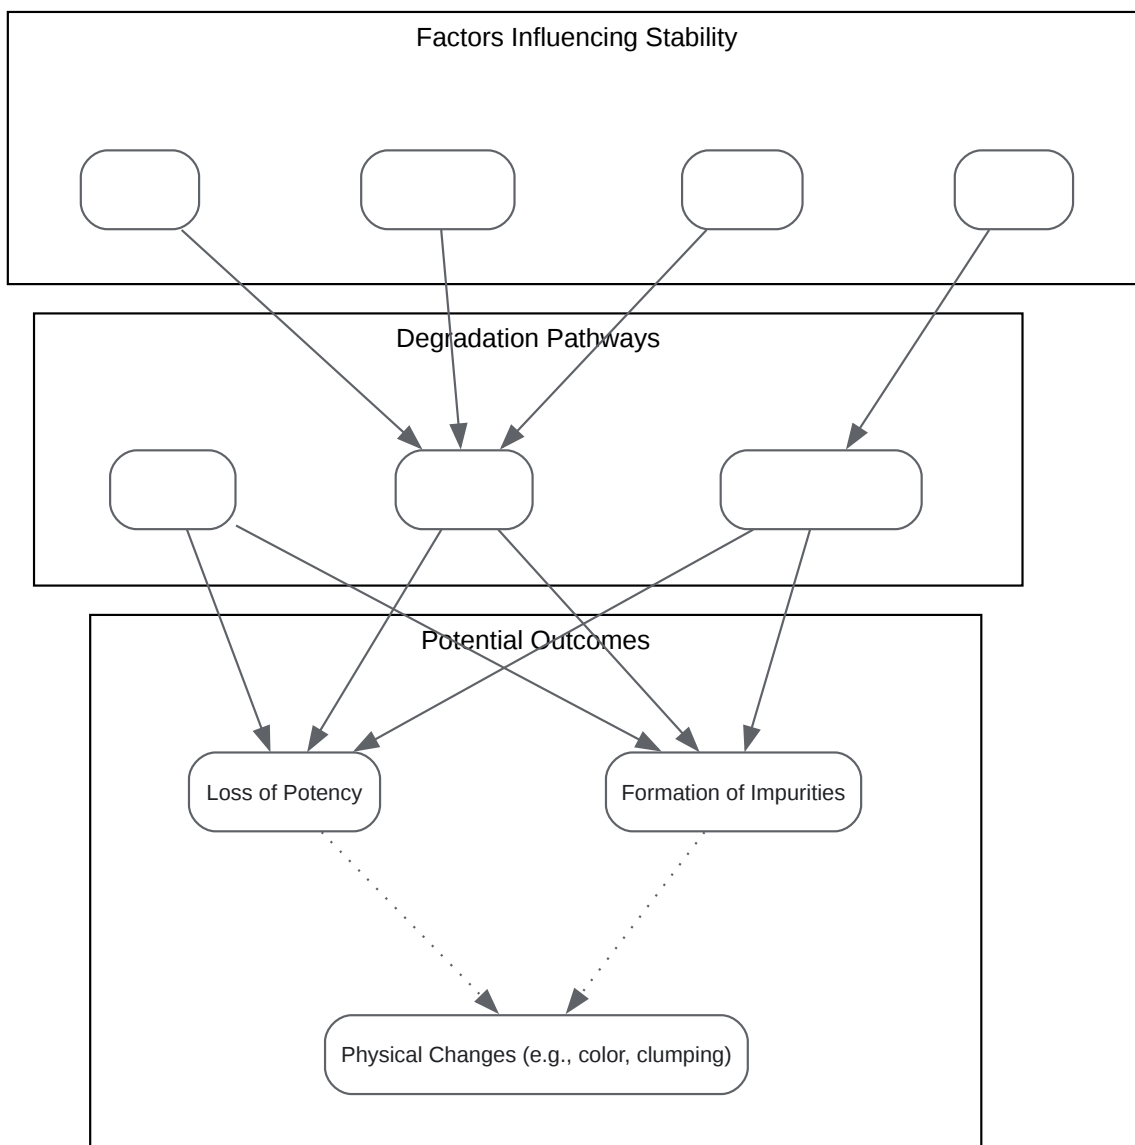 Factors Influencing Stability
Degradation Pathways
Potential Outcomes
Loss of Potency
Formation of Impurities
Physical Changes (e.g., color, clumping)